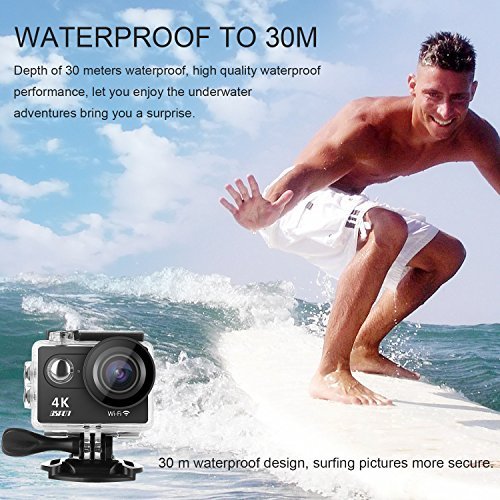 WATERPROOF TO 30M
Depth of 30 meters waterproof, high quality waterproof
performance, let you enjoy the underwater
adventures bring you a surprise.
4K
Wi-Fi
30 m waterproof design, surfing pictures more secure.